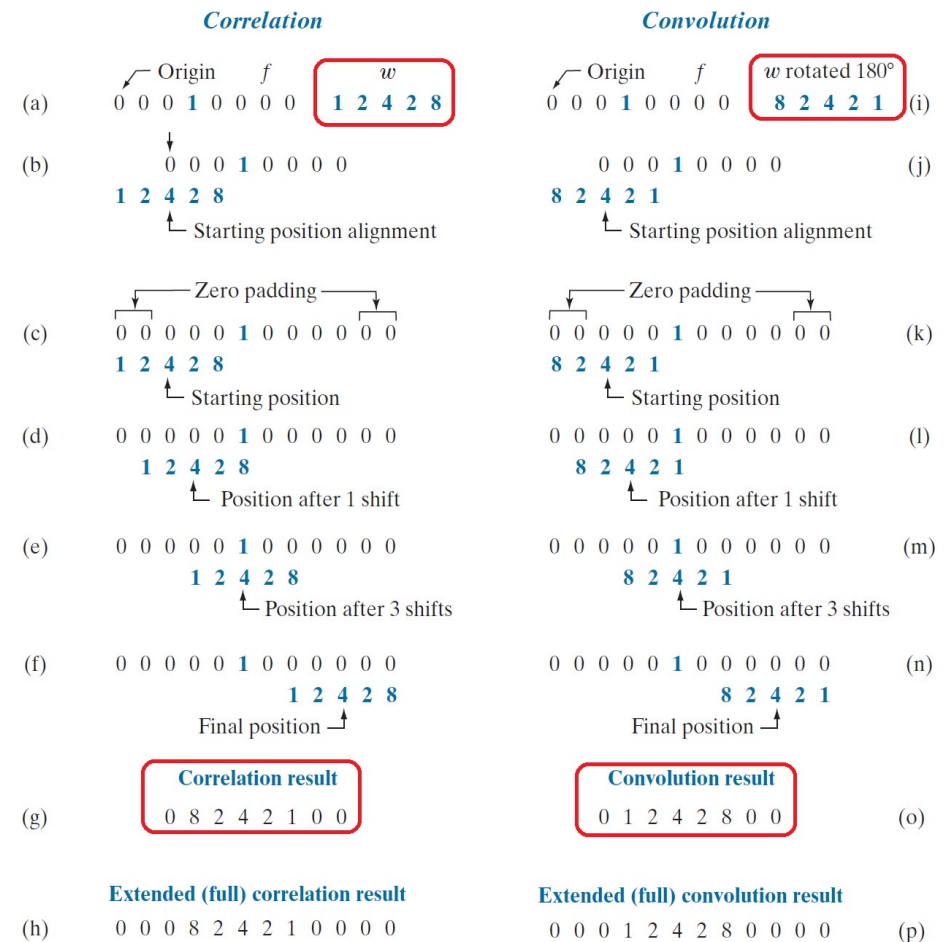 Correlation
Origin f w
(a) 0 0 0 1 0 0 0 0 1 2 4 2 8
(b) 0 0 0 1 0 0 0 0
1 2 4 2 8
Starting position alignment
Zero padding
(c) 0 0 0 0 0 1 0 0 0 0 0 0
1 2 4 2 8
Starting position
(d) 0 0 0 0 0 1 0 0 0 0 0 0
1 2 4 2 8
Position after 1 shift
(e) 0 0 0 0 0 1 0 0 0 0 0 0
1 2 4 2 8
Position after 3 shifts
(f) 0 0 0 0 0 1 0 0 0 0 0 0
1 2 4 2 8
Final position
Correlation result
(g) 0 8 2 4 2 1 0 0
Extended (full) correlation result
(h) 0 0 0 8 2 4 2 1 0 0 0 0
Convolution
Origin f w rotated 180°
0 0 0 1 0 0 0 0 8 2 4 2 1 (i)
0 0 0 1 0 0 0 0 (j)
8 2 4 2 1
Starting position alignment
Zero padding
0 0 0 0 0 1 0 0 0 0 0 0 (k)
8 2 4 2 1
Starting position
0 0 0 0 0 1 0 0 0 0 0 0 (l)
8 2 4 2 1
Position after 1 shift
0 0 0 0 0 1 0 0 0 0 0 0 (m)
8 2 4 2 1
Position after 3 shifts
0 0 0 0 0 1 0 0 0 0 0 0 (n)
8 2 4 2 1
Final position
Convolution result
0 1 2 4 2 8 0 0 (o)
Extended (full) convolution result
0 0 0 1 2 4 2 8 0 0 0 0 (p)